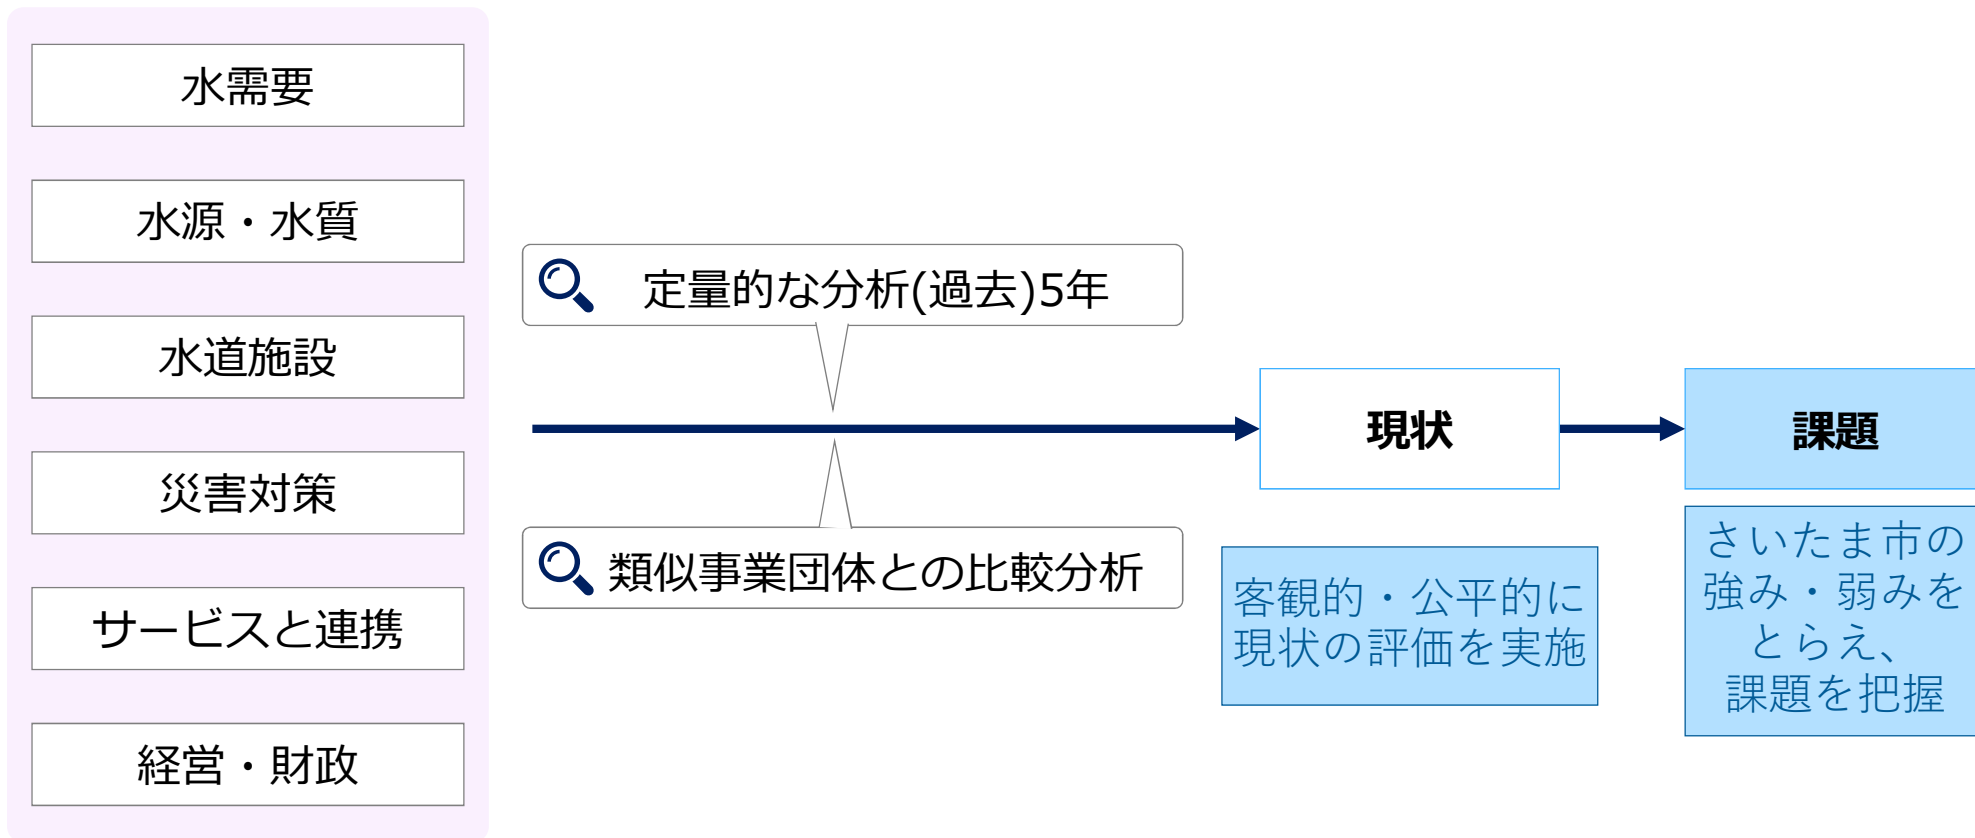 水需要
水源・水質
水道施設
災害対策
サービスと連携
経営・財政
定量的な分析(過去)5年
類似事業団体との比較分析
現状
客観的・公平的に
現状の評価を実施
課題
さいたま市の
強み・弱みを
とらえ、
課題を把握